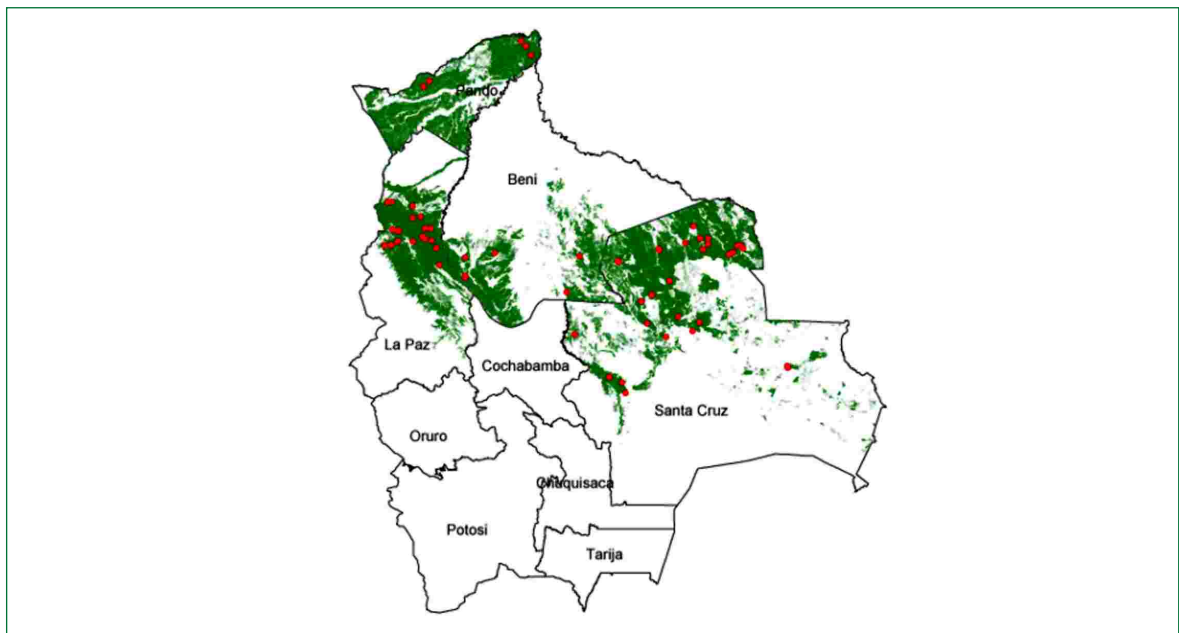 Pando
Beni
La Paz
Cochabamba
Santa Cruz
Oruro
Chuquisaca
Potosi
Tarija